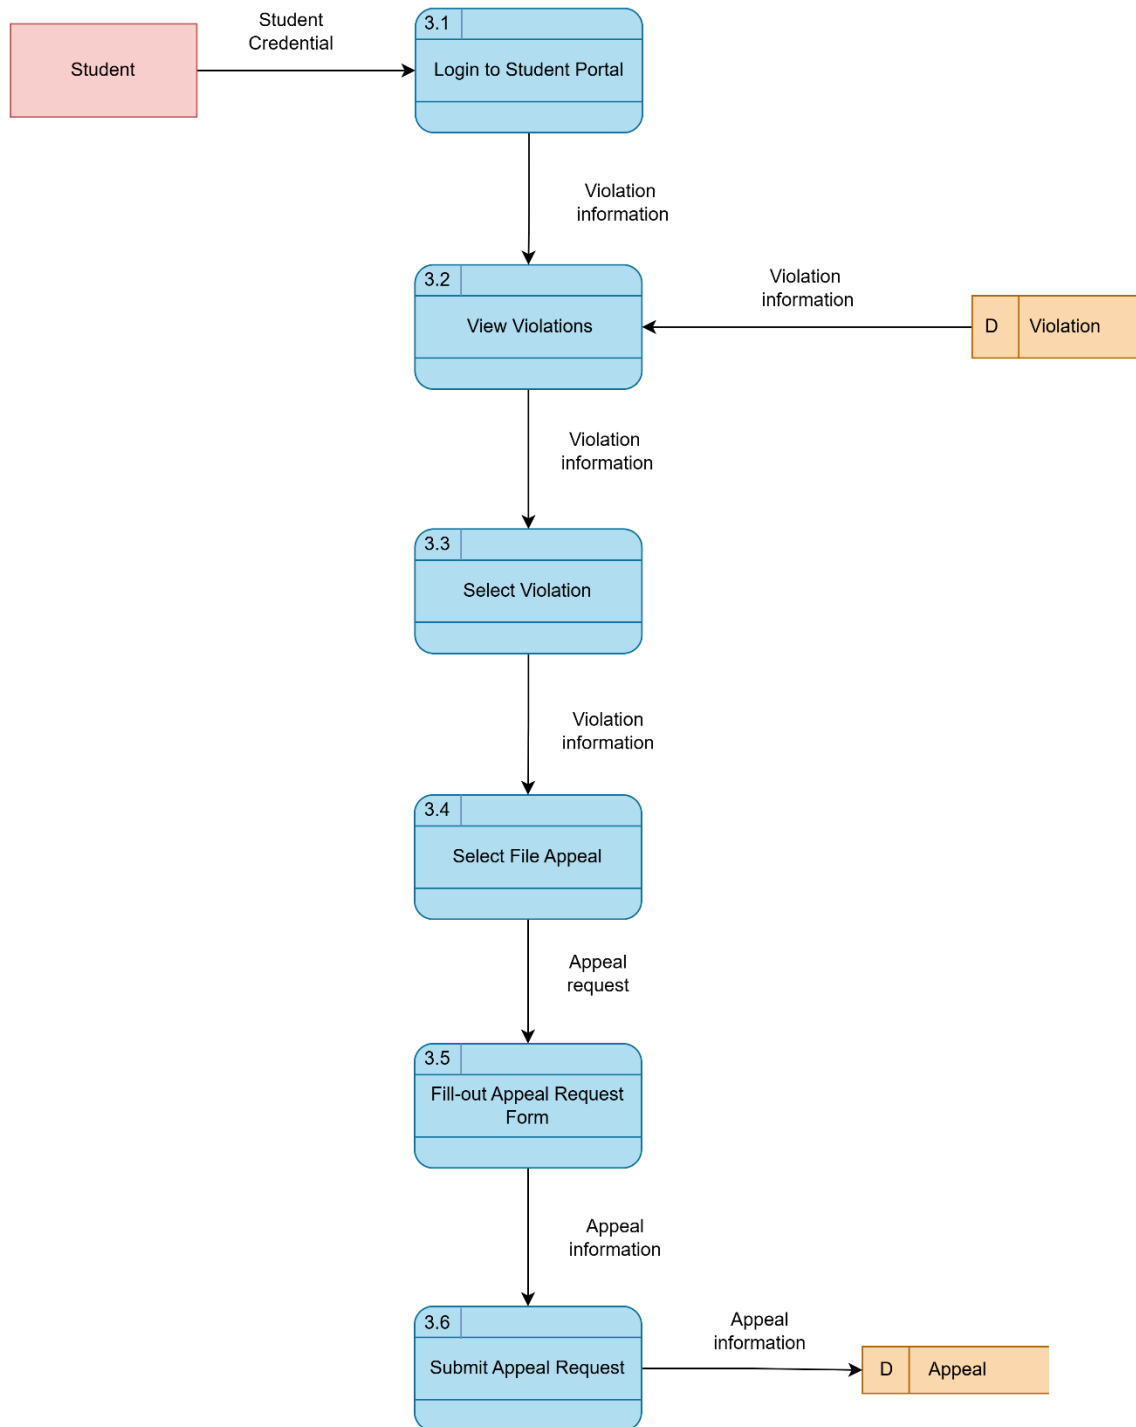 Student
Student
Credential
3.1
Login to Student Portal
Violation
information
3.2
View Violations
Violation
information
D
Violation
Violation
information
3.3
Select Violation
Violation
information
3.4
Select File Appeal
Appeal
request
3.5
Fill-out Appeal Request
Form
Appeal
information
3.6
Submit Appeal Request
Appeal
information
D
Appeal